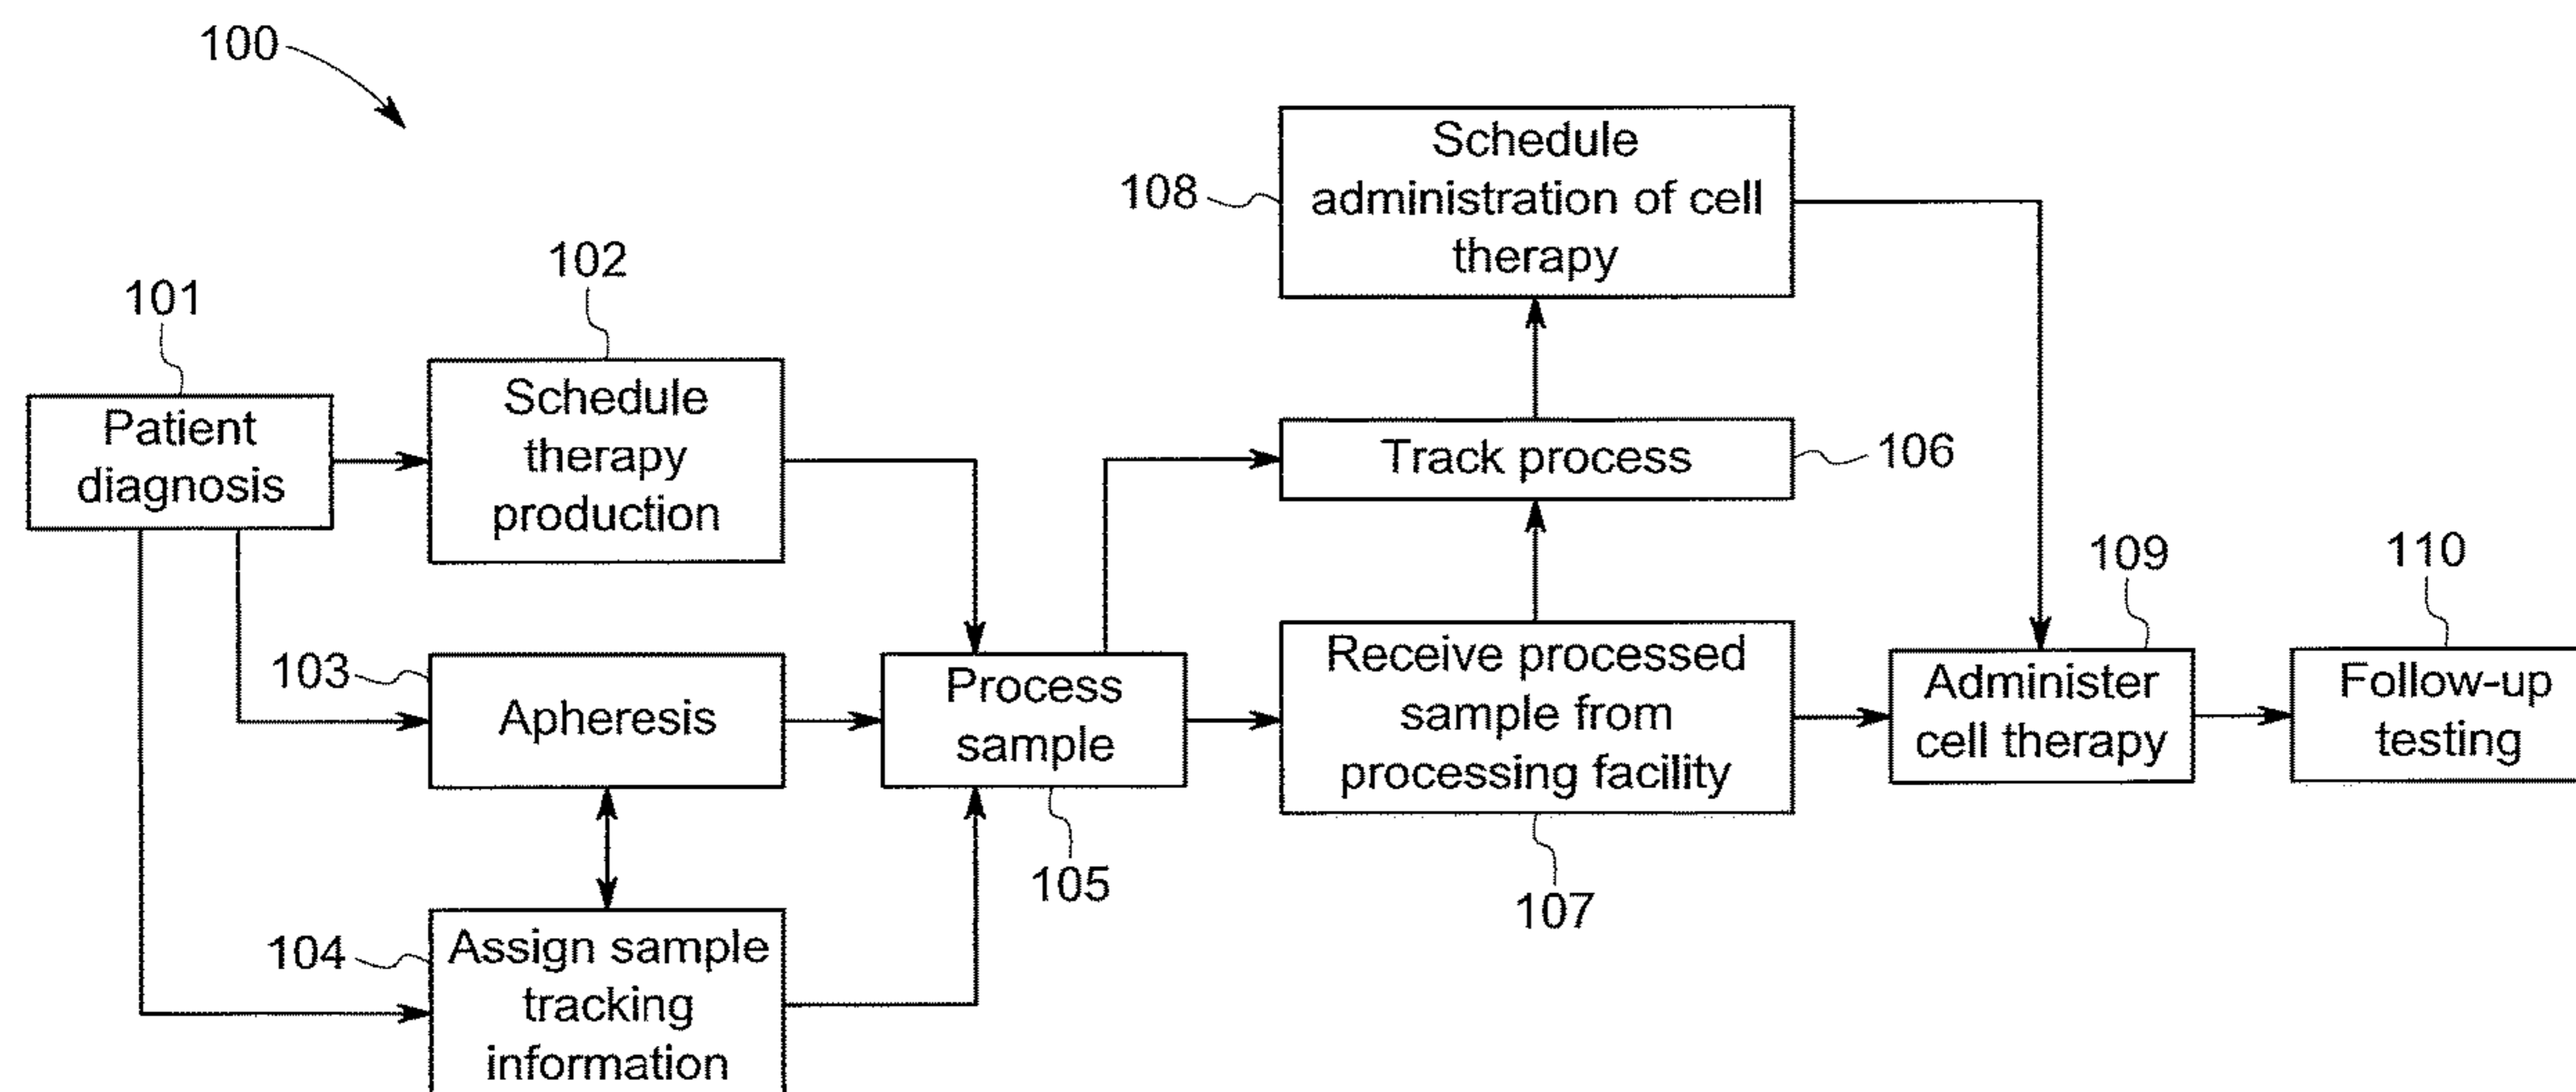 100
101
Patient
diagnosis
102
Schedule
therapy
production
103
Apheresis
104
Assign sample
tracking
information
Process
sample
105
108
Schedule
administration of cell
therapy
Track process
106
Receive processed
sample from
processing facility
107
109
Administer
cell therapy
110
Follow-up
testing